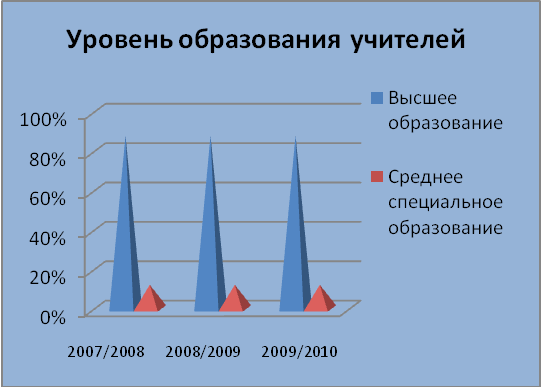 Уровень образования учителей
100%
80%
60%
40%
20%
0%
2007/2008 2008/2009 2009/2010
Высшее
образование
Среднее
специальное
образование